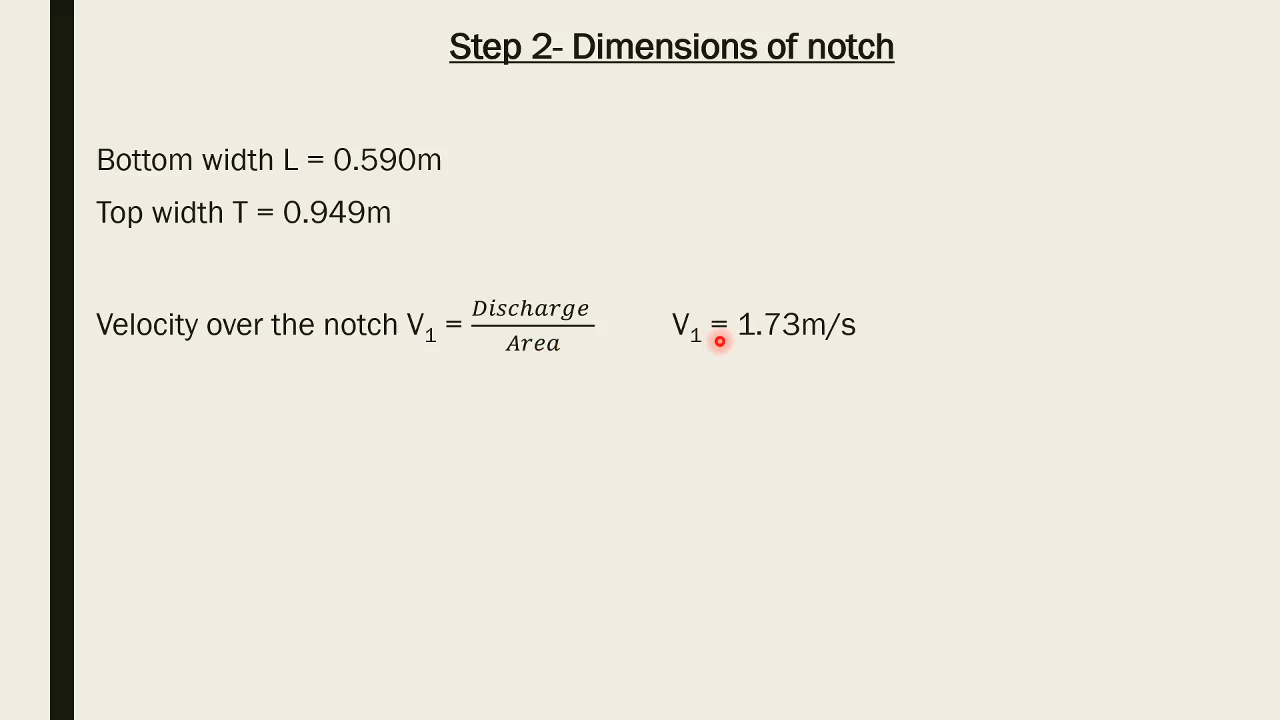 Step 2- Dimensions of notch
Bottom width L = 0.590m
Top width T = 0.949m
Velocity over the notch V₁ = Discharge/Area V₁ = 1.73m/s